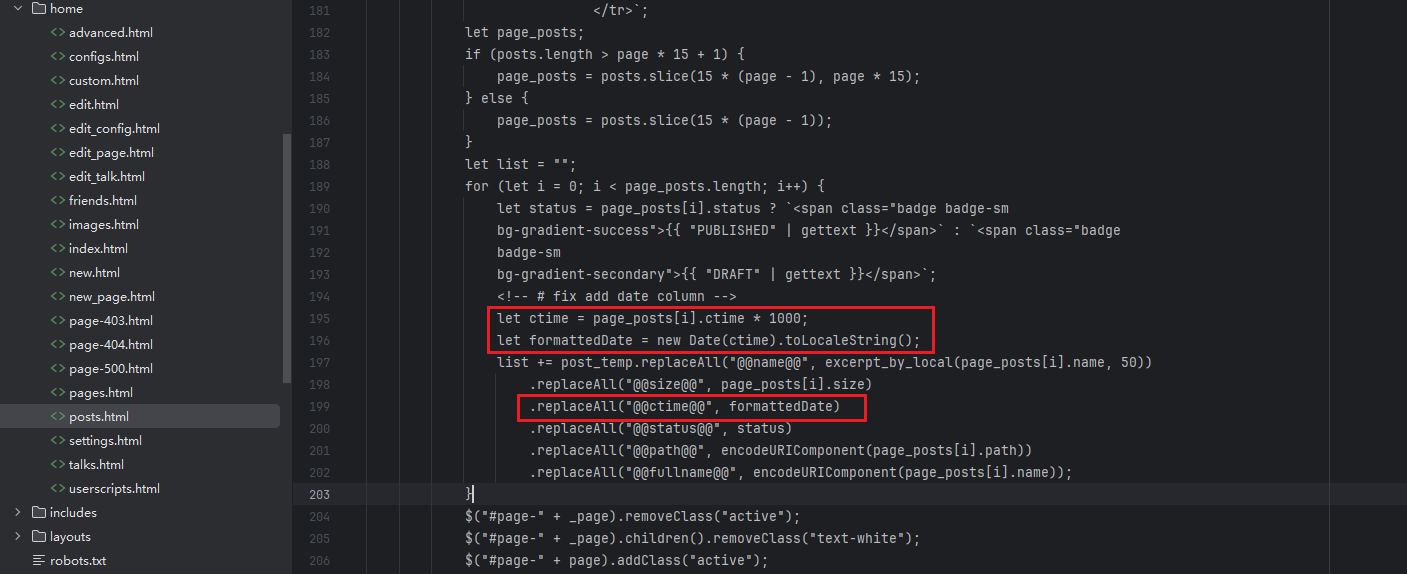 home
advanced.html
configs.html
custom.html
edit.html
edit_config.html
edit_page.html
edit_talk.html
friends.html
images.html
index.html
new.html
new_page.html
page-403.html
page-404.html
page-500.html
pages.html
posts.html
settings.html
talks.html
userscripts.html
includes
layouts
robots.txt
181 </tr>`;
182 let page_posts;
183 if (posts.length > page * 15 + 1) {
184 page_posts = posts.slice(15 * (page - 1), page * 15);
185 } else {
186 page_posts = posts.slice(15 * (page - 1));
187 }
188 let list = "";
189 for (let i = 0; i < page_posts.length; i++) {
190 let status = page_posts[i].status ? `<span class="badge badge-sm
191 bg-gradient-success">{{ "PUBLISHED" | gettext }}</span>` : `<span class="badge
192 badge-sm
193 bg-gradient-secondary">{{ "DRAFT" | gettext }}</span>`;
194 <!-- # fix add date column -->
195 let ctime = page_posts[i].ctime * 1000;
196 let formattedDate = new Date(ctime).toLocaleString();
197 list += post_temp.replaceAll("@@name@@", excerpt_by_local(page_posts[i].name, 50))
198 .replaceAll("@@size@@", page_posts[i].size)
199 .replaceAll("@@ctime@@", formattedDate)
200 .replaceAll("@@status@@", status)
201 .replaceAll("@@path@@", encodeURIComponent(page_posts[i].path))
202 .replaceAll("@@fullname@@", encodeURIComponent(page_posts[i].name));
203 }
204 $("#page-" + _page).removeClass("active");
205 $("#page-" + _page).children().removeClass("text-white");
206 $("#page-" + page).addClass("active");